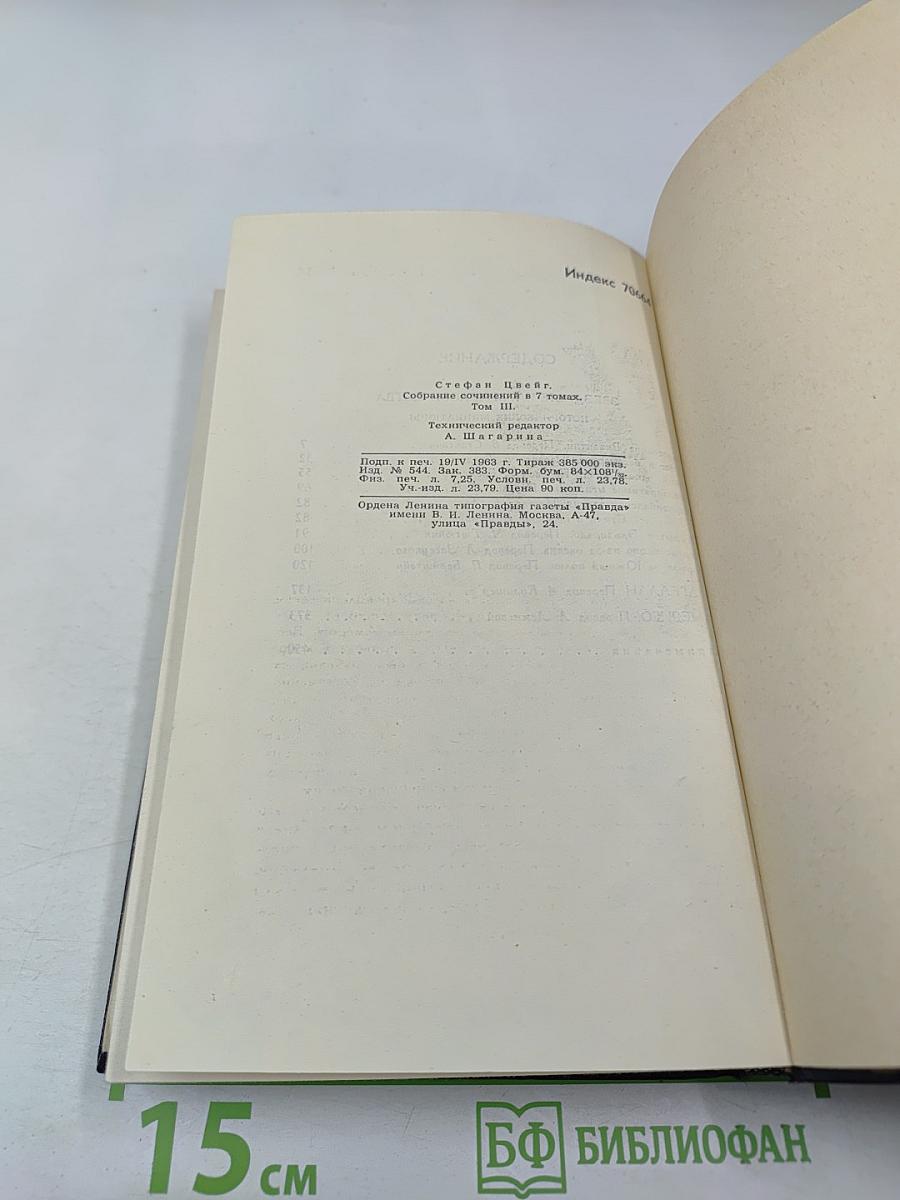 Индекс 70664
Стефан Цвейг.
Собрание сочинений в 7 томах.
Том III.
Технический редактор
А. Шагарина
Подп. к печ. 19/IV 1963 г. Тираж 385 000 экз.
Изд. № 544. Зак. 383. Форм. бум. 84×108¹/₃₂.
Физ. печ. л. 7,25. Условн. печ. л. 23,78.
Уч.-изд. л. 23,79. Цена 90 коп.
Ордена Ленина типография газеты «Правда»
имени В. И. Ленина. Москва, А-47,
улица «Правды», 24.
15 см
БФ БИБЛИОФАН